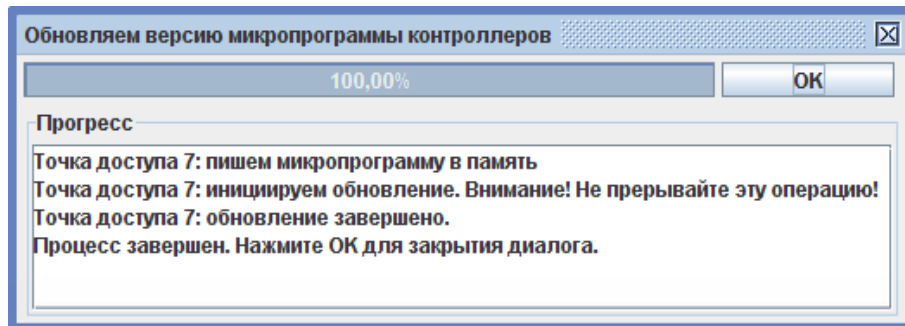 Обновляем версию микропрограммы контроллеров
100,00%
ОК
Прогресс
Точка доступа 7: пишем микропрограмму в память
Точка доступа 7: инициируем обновление. Внимание! Не прерывайте эту операцию!
Точка доступа 7: обновление завершено.
Процесс завершен. Нажмите ОК для закрытия диалога.